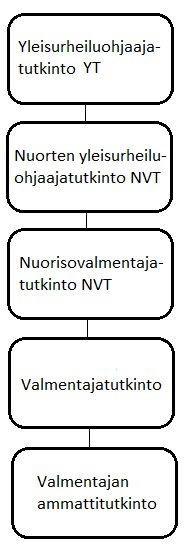 Yleisurheiluohjaaja-
tutkinto YT
Nuorten yleisurheilu-
ohjaajatutkinto NVT
Nuorisovalmentaja-
tutkinto NVT
Valmentajatutkinto
Valmentajan
ammattitutkinto